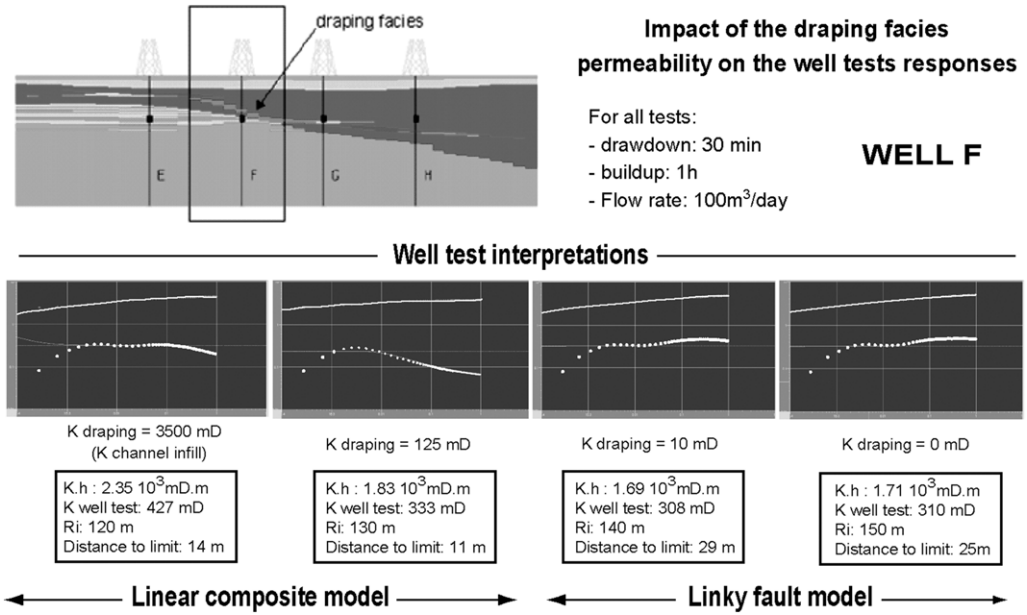 draping facies
E
F
G
H
Impact of the draping facies
permeability on the well tests responses
For all tests:
- drawdown: 30 min
- buildup: 1h
- Flow rate: 100m³/day
WELL F
Well test interpretations
K draping = 3500 mD
(K channel infill)
K.h : 2.35 10³mD.m
K well test: 427 mD
Ri: 120 m
Distance to limit: 14 m
K draping = 125 mD
K.h : 1.83 10³mD.m
K well test: 333 mD
Ri: 130 m
Distance to limit: 11 m
K draping = 10 mD
K.h : 1.69 10³mD.m
K well test: 308 mD
Ri: 140 m
Distance to limit: 29 m
K draping = 0 mD
K.h : 1.71 10³mD.m
K well test: 310 mD
Ri: 150 m
Distance to limit: 25m
Linear composite model
Linky fault model